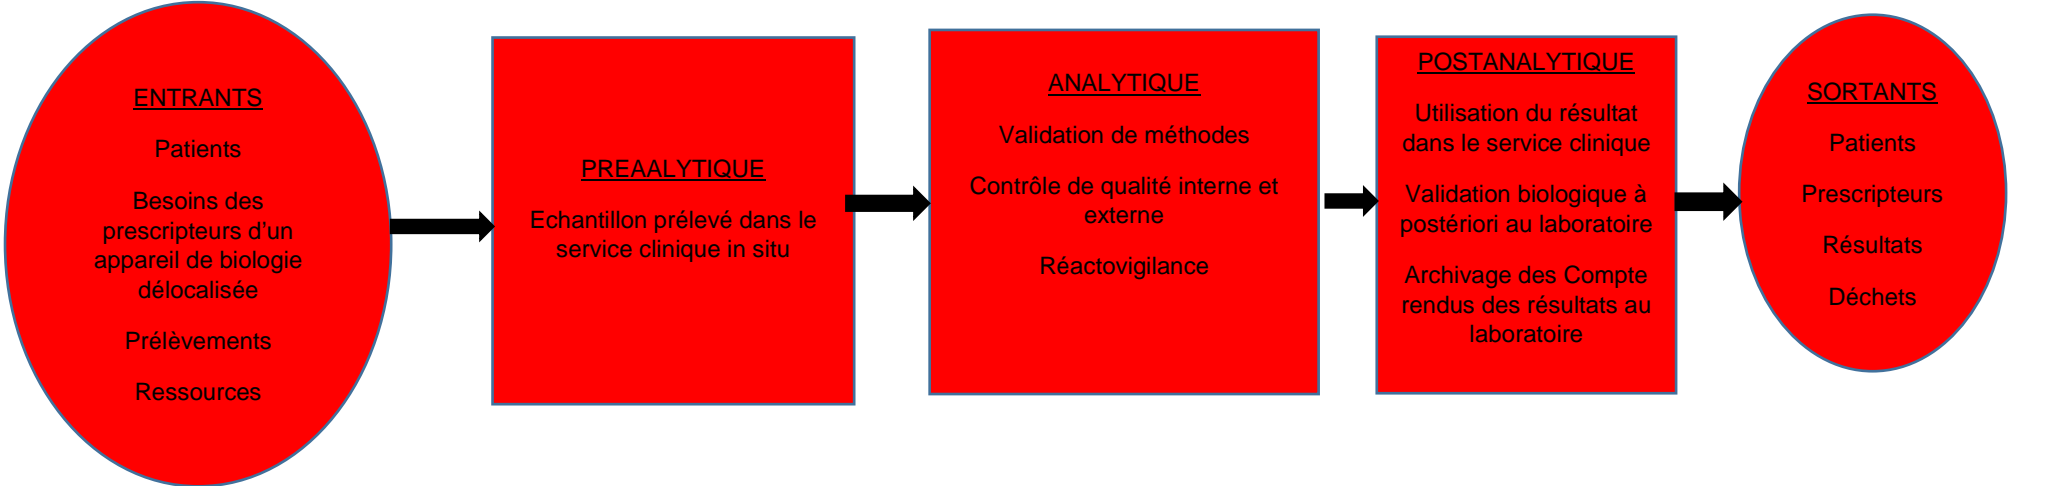 ENTRANTS
Patients
Besoins des
prescripteurs d'un
appareil de biologie
délocalisée
Prélèvements
Ressources
PREAALYTIQUE
Echantillon prélevé dans le
service clinique in situ
ANALYTIQUE
Validation de méthodes
Contrôle de qualité interne et
externe
Réactovigilance
POSTANALYTIQUE
Utilisation du résultat
dans le service clinique
Validation biologique à
postériori au laboratoire
Archivage des Compte
rendus des résultats au
laboratoire
SORTANTS
Patients
Prescripteurs
Résultats
Déchets